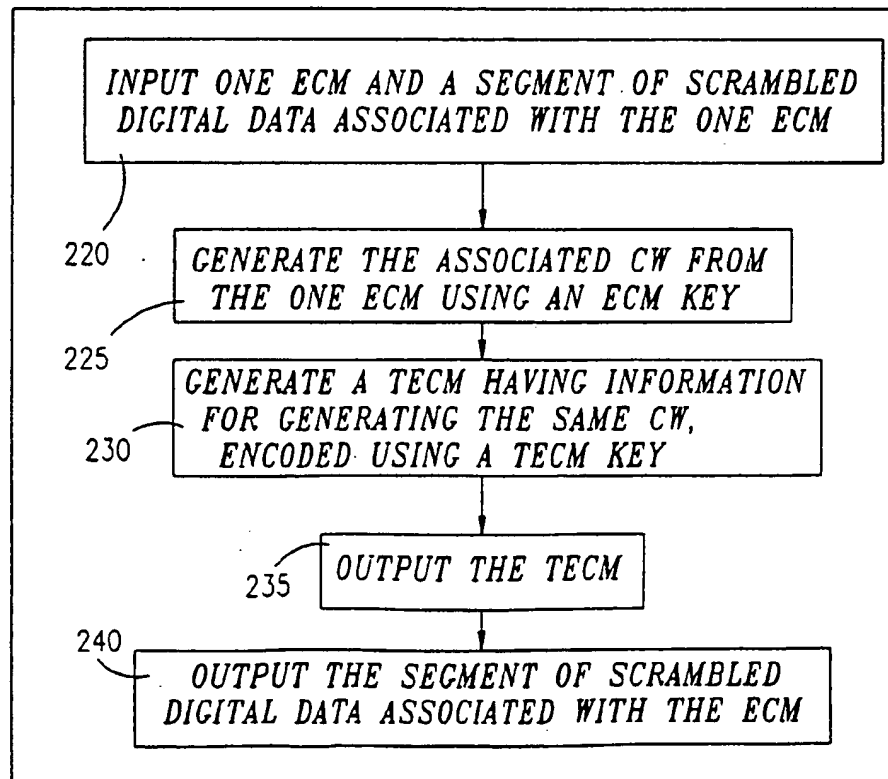 INPUT ONE ECM AND A SEGMENT OF SCRAMBLED
DIGITAL DATA ASSOCIATED WITH THE ONE ECM
220
GENERATE THE ASSOCIATED CW FROM
THE ONE ECM USING AN ECM KEY
225
GENERATE A TECM HAVING INFORMATION
FOR GENERATING THE SAME CW,
230
ENCODED USING A TECM KEY
OUTPUT THE TECM
235
240
OUTPUT THE SEGMENT OF SCRAMBLED
DIGITAL DATA ASSOCIATED WITH THE ECM